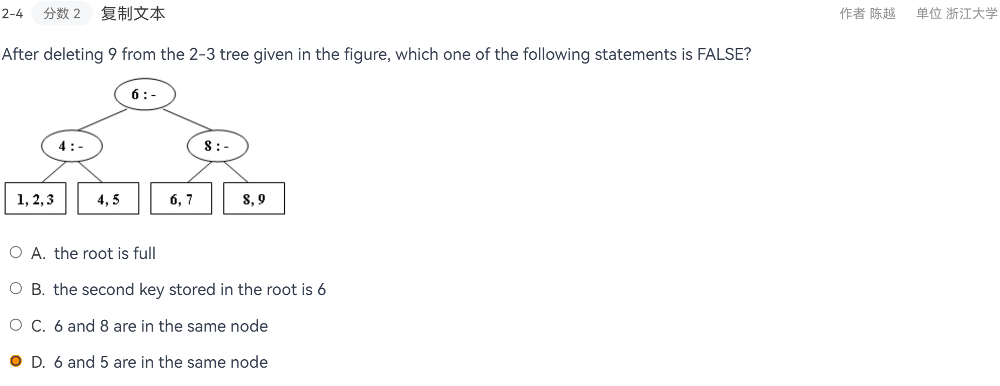 2-4 分数 2 复制文本 作者 陈越 单位 浙江大学
After deleting 9 from the 2-3 tree given in the figure, which one of the following statements is FALSE?
6 : -
4 : - 8 : -
1, 2, 3 4, 5 6, 7 8, 9
A. the root is full
B. the second key stored in the root is 6
C. 6 and 8 are in the same node
D. 6 and 5 are in the same node